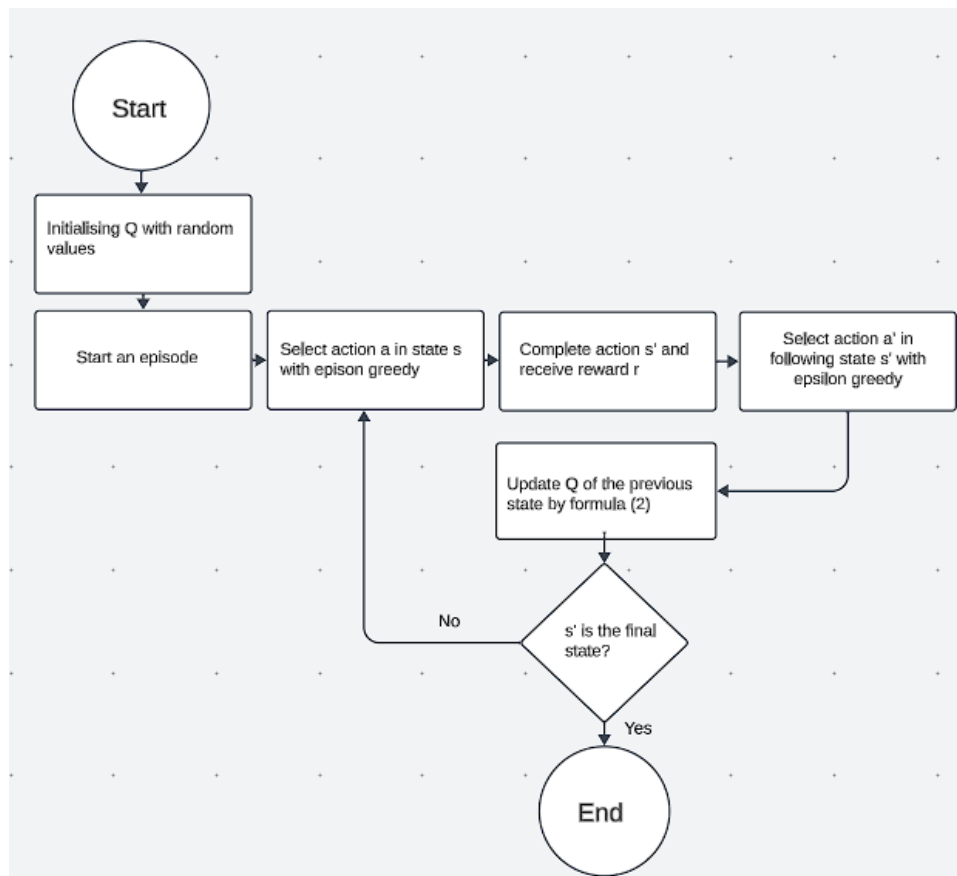 Start
Initialising Q with random
values
Start an episode
Select action a in state s
with epison greedy
Complete action s' and
receive reward r
Select action a' in
following state s' with
epsilon greedy
Update Q of the previous
state by formula (2)
s' is the final
state?
No
Yes
End